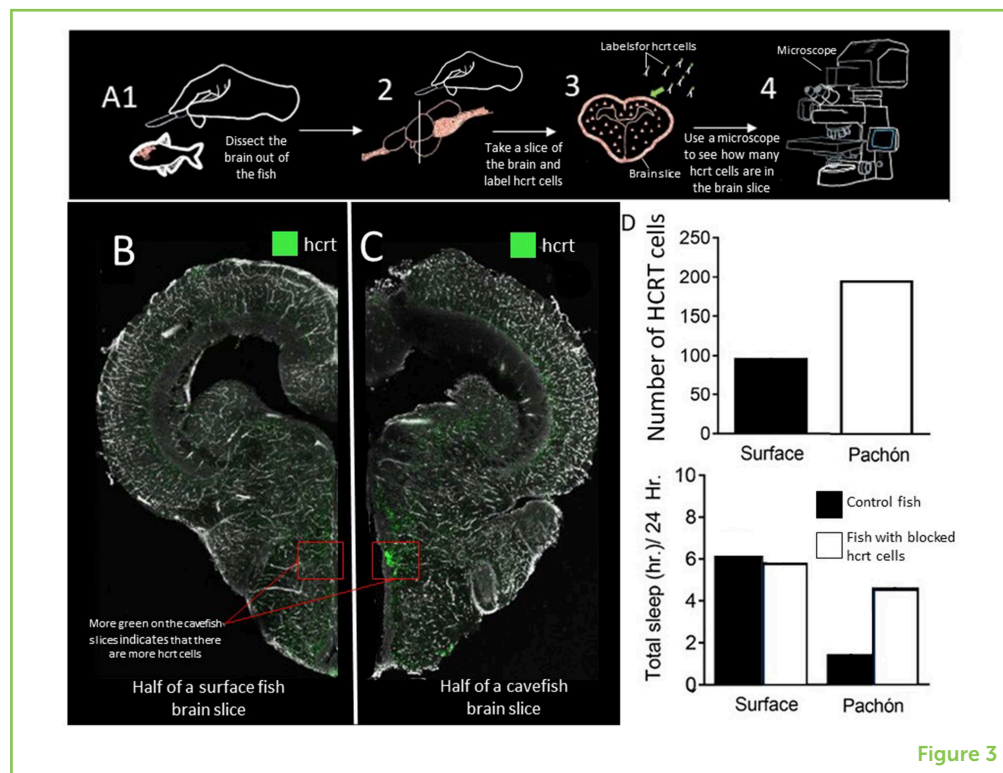 A1
Dissect the
brain out of
the fish
2
Take a slice of
the brain and
label hcrt cells
3
Labelsfor hcrt cells
Brain slice
Use a microscope
to see how many
hcrt cells are in
the brain slice
4
Microscope
B
hcrt
More green on the cavefish
slices indicates that there
are more hcrt cells
Half of a surface fish
brain slice
C
hcrt
Half of a cavefish
brain slice
D
Number of HCRT cells
250
200
150
100
50
0
Surface
Pachón
Total sleep (hr.)/ 24 Hr.
10
8
6
4
2
0
Control fish
Fish with blocked
hcrt cells
Surface
Pachón
Figure 3